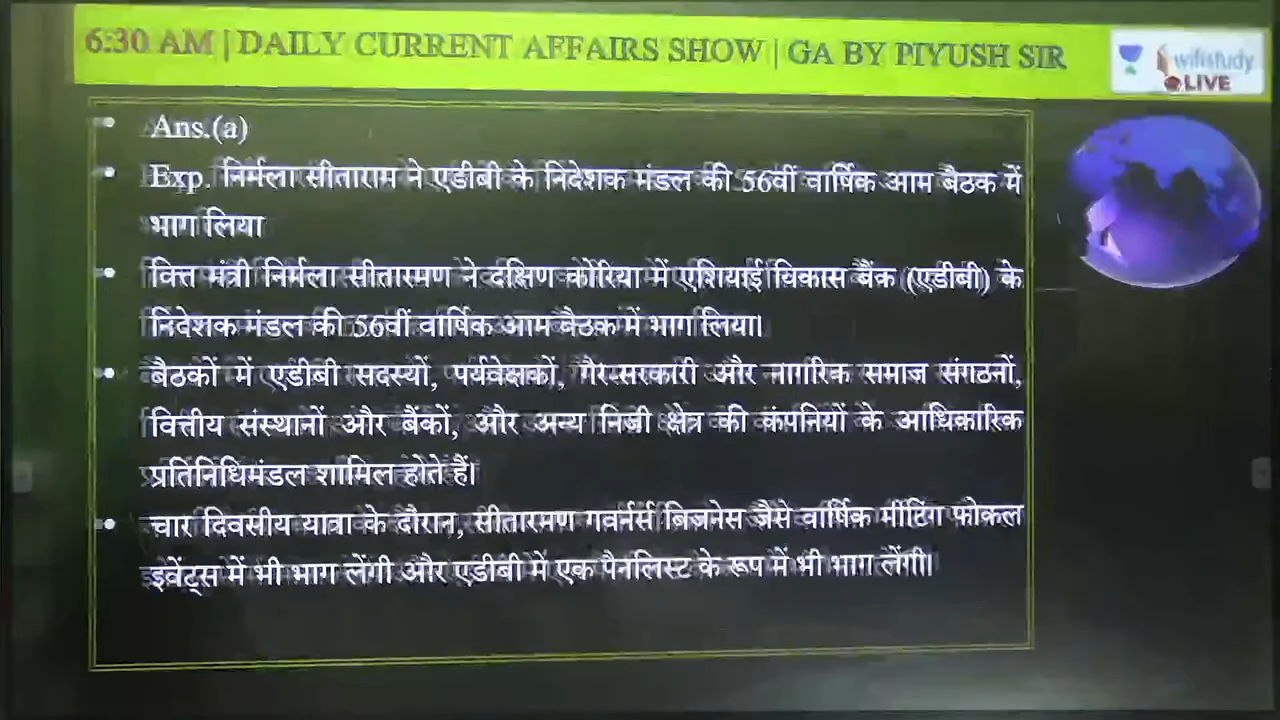 6:30 AM | DAILY CURRENT AFFAIRS SHOW | GA BY PIYUSH SIR
wifistudy
LIVE
Ans.(a)
Exp. निर्मला सीताराम ने एडीबी के निदेशक मंडल की 56वीं वार्षिक आम बैठक में
भाग लिया
वित्त मंत्री निर्मला सीतारमण ने दक्षिण कोरिया में एशियाई विकास बैंक (एडीबी) के
निदेशक मंडल की 56वीं वार्षिक आम बैठक में भाग लिया।
बैठकों में एडीबी सदस्यों, पर्यवेक्षकों, गैर-सरकारी और नागरिक समाज संगठनों,
वित्तीय संस्थानों और बैंकों, और अन्य निजी क्षेत्र की कंपनियों के आधिकारिक
प्रतिनिधिमंडल शामिल होते हैं।
चार दिवसीय यात्रा के दौरान, सीतारमण गवर्नर्स बिजनेस जैसे वार्षिक मीटिंग फोकल
इवेंट्स में भी भाग लेंगी और एडीबी में एक पैनलिस्ट के रूप में भी भाग लेंगी।